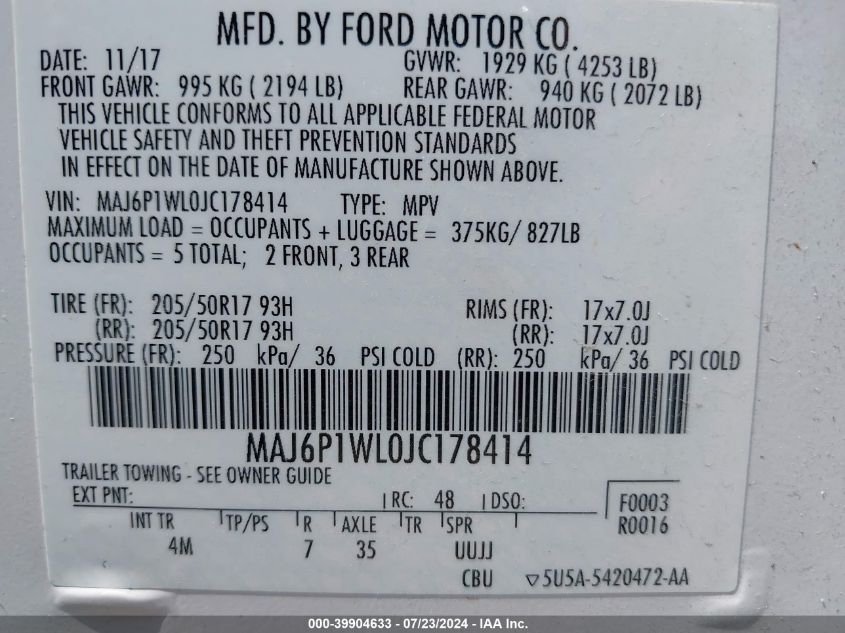 MFD. BY FORD MOTOR CO.
DATE: 11/17 GVWR: 1929 KG ( 4253 LB)
FRONT GAWR: 995 KG ( 2194 LB) REAR GAWR: 940 KG ( 2072 LB)
THIS VEHICLE CONFORMS TO ALL APPLICABLE FEDERAL MOTOR
VEHICLE SAFETY AND THEFT PREVENTION STANDARDS
IN EFFECT ON THE DATE OF MANUFACTURE SHOWN ABOVE.
VIN: MAJ6P1WL0JC178414 TYPE: MPV
MAXIMUM LOAD = OCCUPANTS + LUGGAGE = 375KG/ 827LB
OCCUPANTS = 5 TOTAL; 2 FRONT, 3 REAR
TIRE (FR): 205/50R17 93H RIMS (FR): 17x7.0J
(RR): 205/50R17 93H (RR): 17x7.0J
PRESSURE (FR): 250 kPa/ 36 PSI COLD (RR): 250 kPa/ 36 PSI COLD
MAJ6P1WL0JC178414
TRAILER TOWING - SEE OWNER GUIDE
EXT PNT: RC: 48 DSO: F0003
R0016
INT TR TP/PS R AXLE TR SPR
4M 7 35 UUJJ
CBU ▽5U5A-5420472-AA
000-39904633 - 07/23/2024 - IAA Inc.